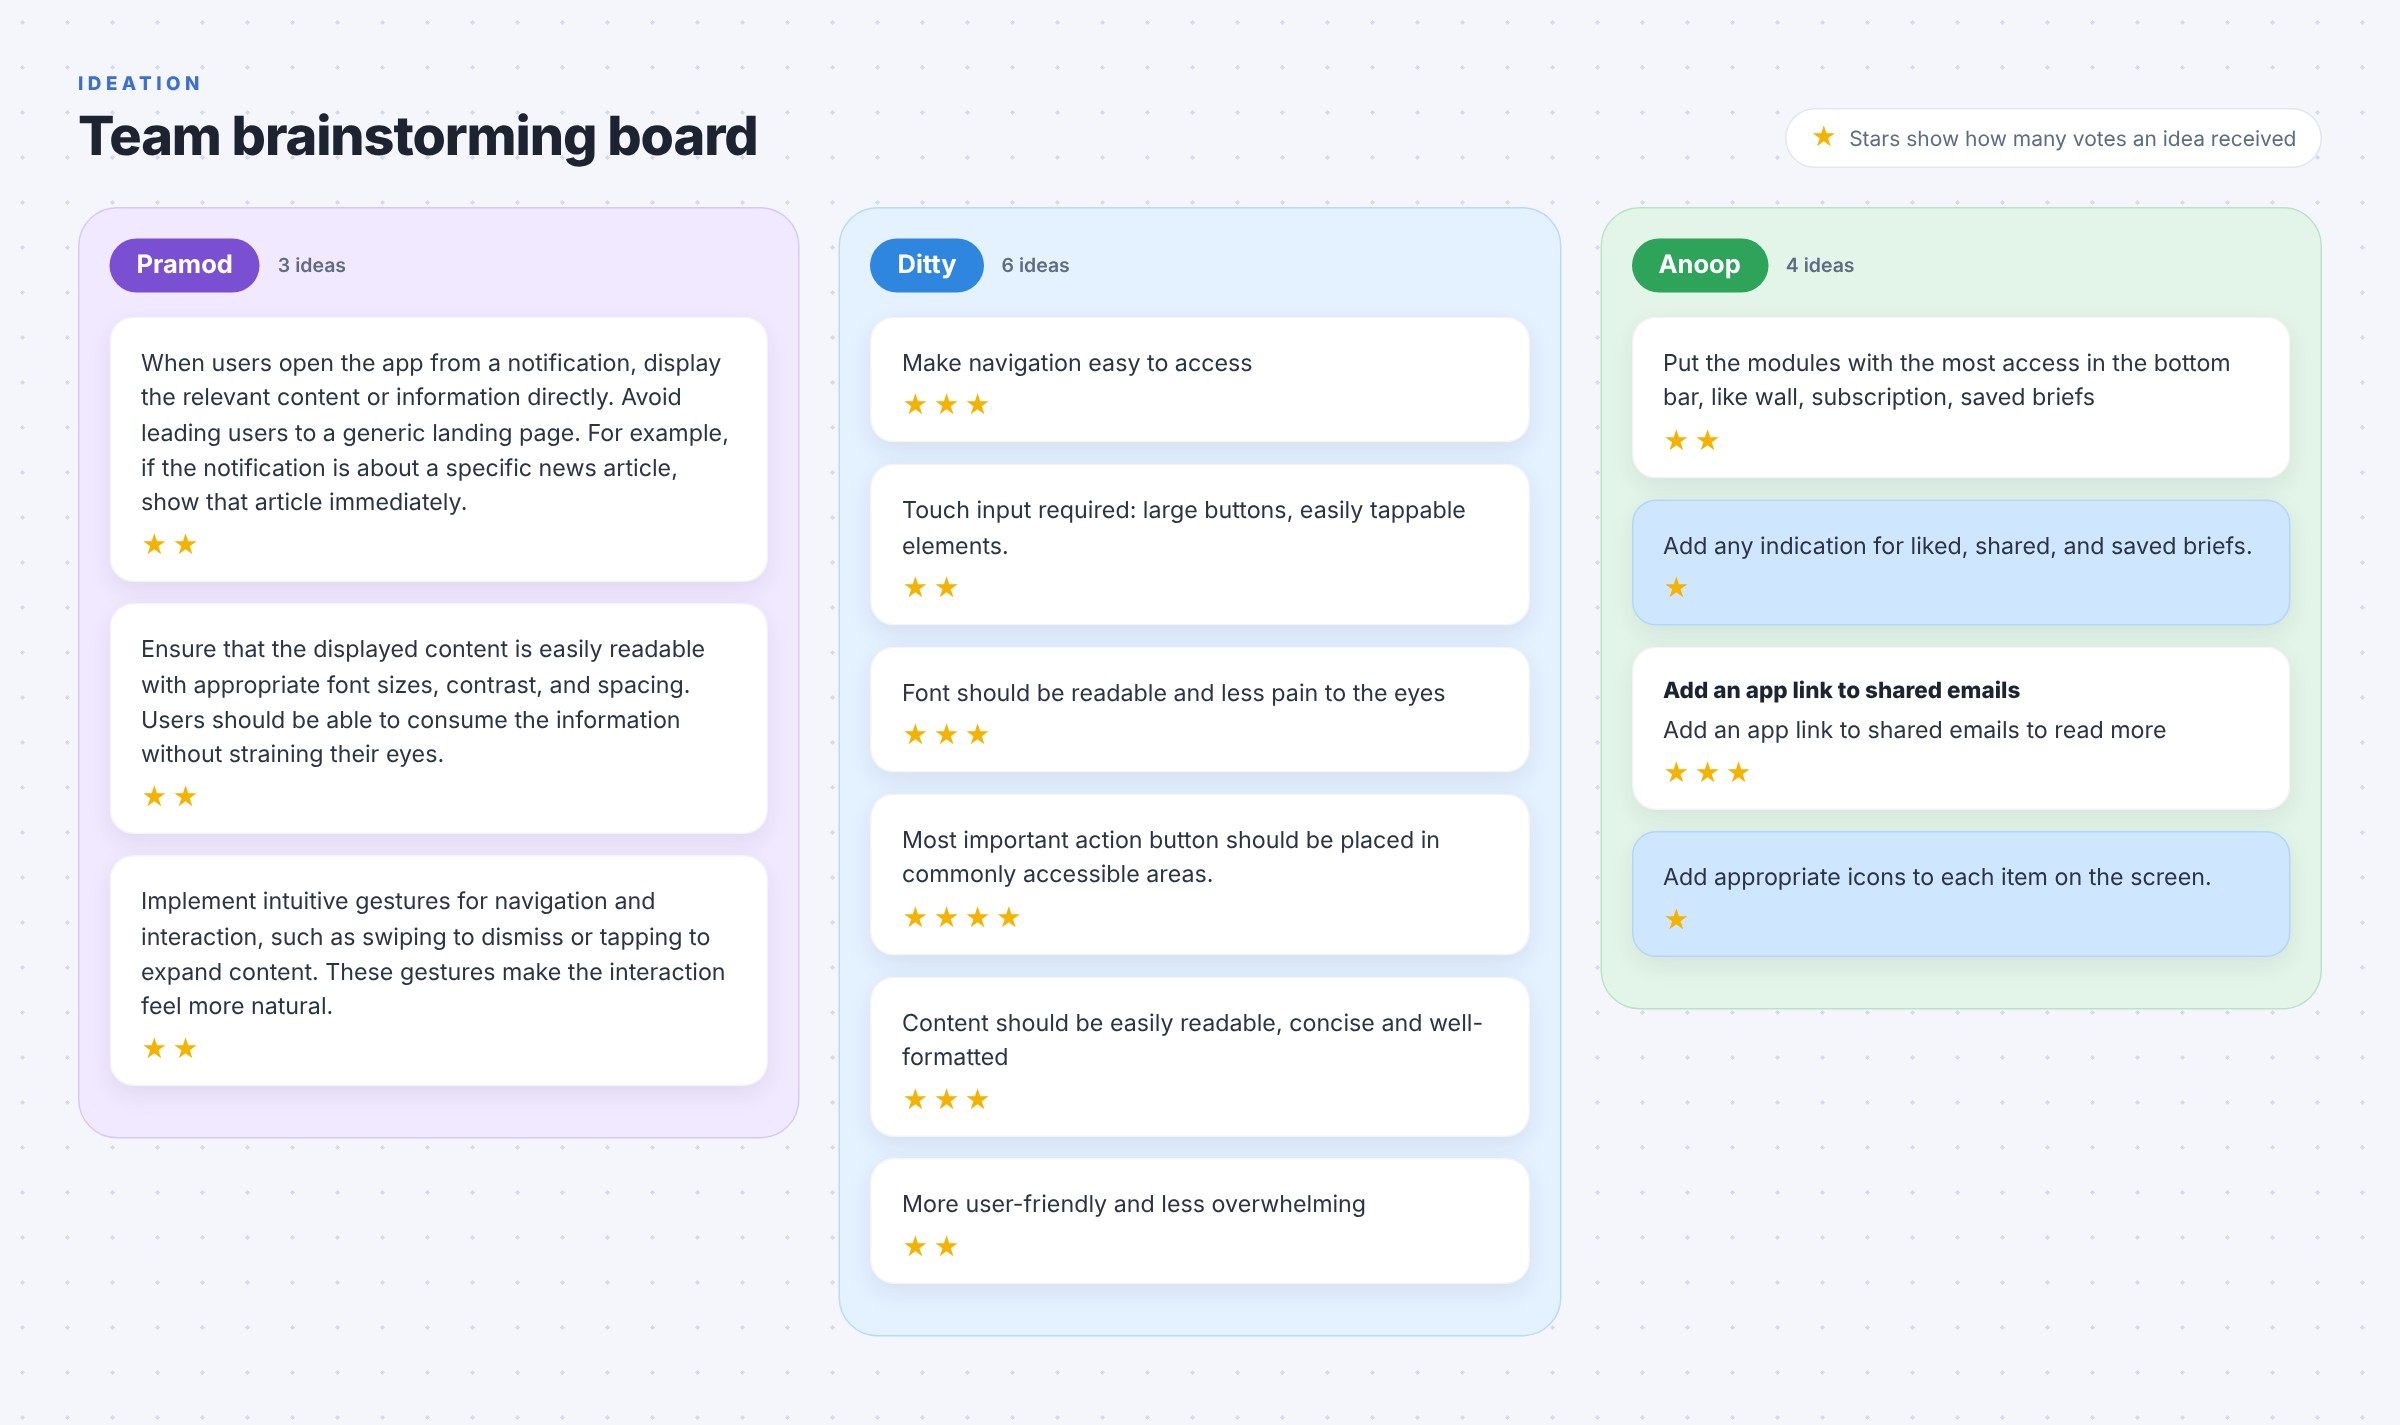 IDEATION
Team brainstorming board
★ Stars show how many votes an idea received
Pramod
3 ideas
When users open the app from a notification, display
the relevant content or information directly. Avoid
leading users to a generic landing page. For example,
if the notification is about a specific news article,
show that article immediately.
★ ★
Ensure that the displayed content is easily readable
with appropriate font sizes, contrast, and spacing.
Users should be able to consume the information
without straining their eyes.
★ ★
Implement intuitive gestures for navigation and
interaction, such as swiping to dismiss or tapping to
expand content. These gestures make the interaction
feel more natural.
★ ★
Ditty
6 ideas
Make navigation easy to access
★ ★ ★
Touch input required: large buttons, easily tappable
elements.
★ ★
Font should be readable and less pain to the eyes
★ ★ ★
Most important action button should be placed in
commonly accessible areas.
★ ★ ★ ★
Content should be easily readable, concise and well-
formatted
★ ★ ★
More user-friendly and less overwhelming
★ ★
Anoop
4 ideas
Put the modules with the most access in the bottom
bar, like wall, subscription, saved briefs
★ ★
Add any indication for liked, shared, and saved briefs.
★
Add an app link to shared emails
Add an app link to shared emails to read more
★ ★ ★
Add appropriate icons to each item on the screen.
★